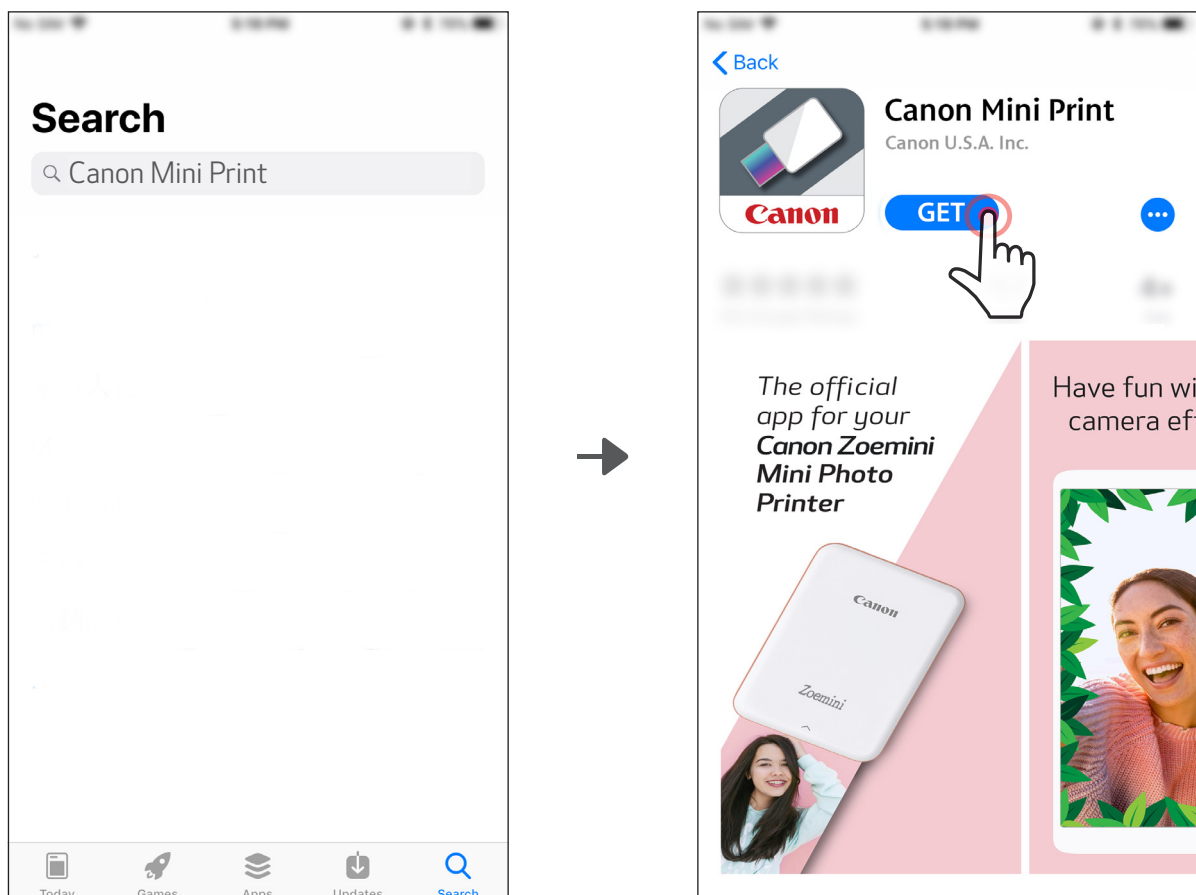 Search
Canon Mini Print
Today
Games
Apps
Updates
Search
Back
Canon Mini Print
Canon U.S.A. Inc.
Canon
GET
The official
app for your
Canon Zoemini
Mini Photo
Printer
Canon
Zoemini
Have fun wi
camera eff